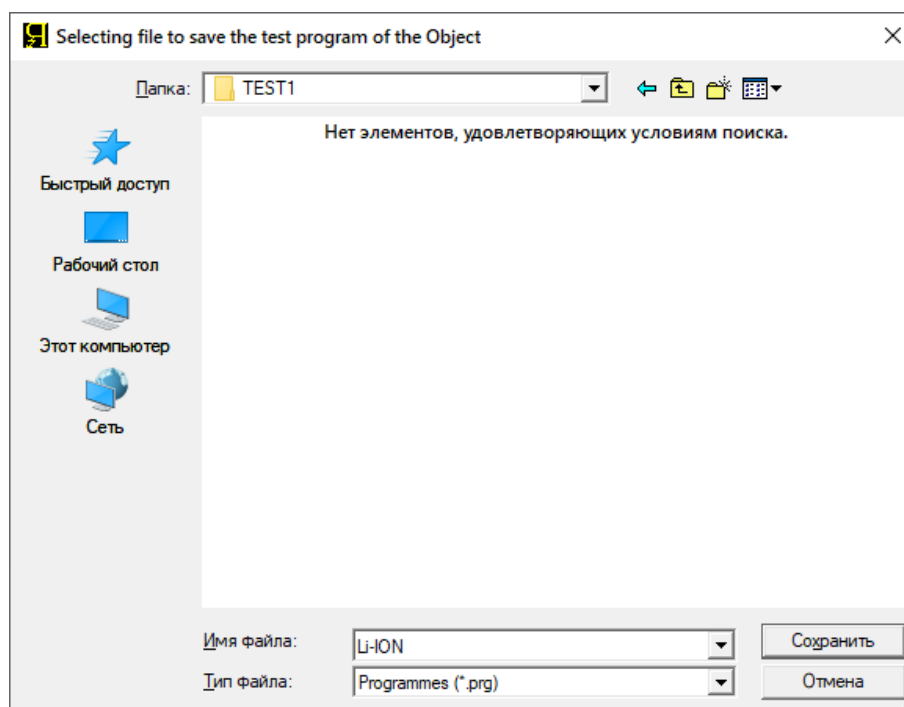 Selecting file to save the test program of the Object
Папка:
TEST1
Нет элементов, удовлетворяющих условиям поиска.
Быстрый доступ
Рабочий стол
Этот компьютер
Сеть
Имя файла:
Li-ION
Сохранить
Тип файла:
Programmes (*.prg)
Отмена